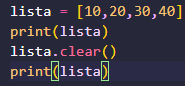 lista = [10,20,30,40]
print(lista)
lista.clear()
print(lista)